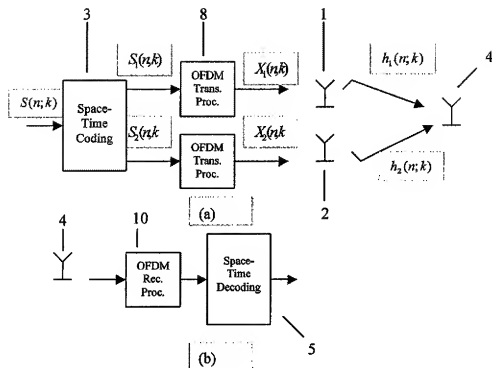 3
8
1
S₁(n;k)
X₁(n;k)
h₁(n;k)
4
S(n;k)
Space-
Time
Coding
OFDM
Trans.
Proc.
S₂(n;k
X₂(n;k
OFDM
Trans.
Proc.
h₂(n;k)
(a)
2
4
10
OFDM
Rec.
Proc.
Space-
Time
Decoding
(b)
5